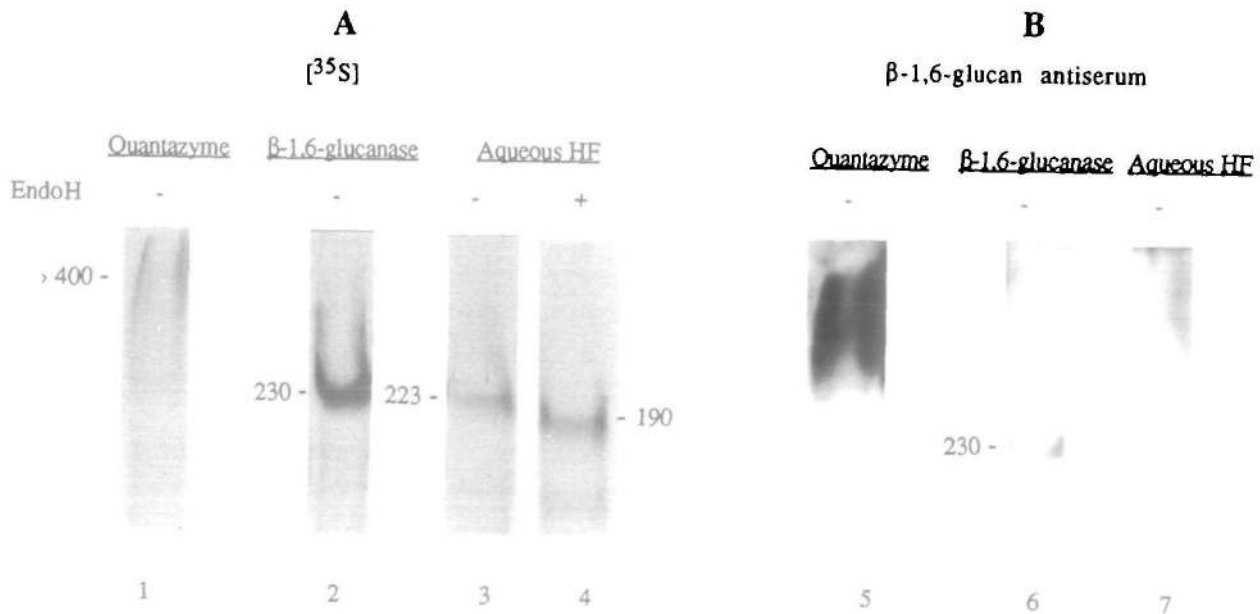 A
[35S]
Quantazyme β-1,6-glucanase Aqueous HF
EndoH - - - +
› 400 -
230 -
223 -
- 190
1 2 3 4
B
β-1,6-glucan antiserum
Quantazyme β-1,6-glucanase Aqueous HF
- - -
230 -
5 6 7